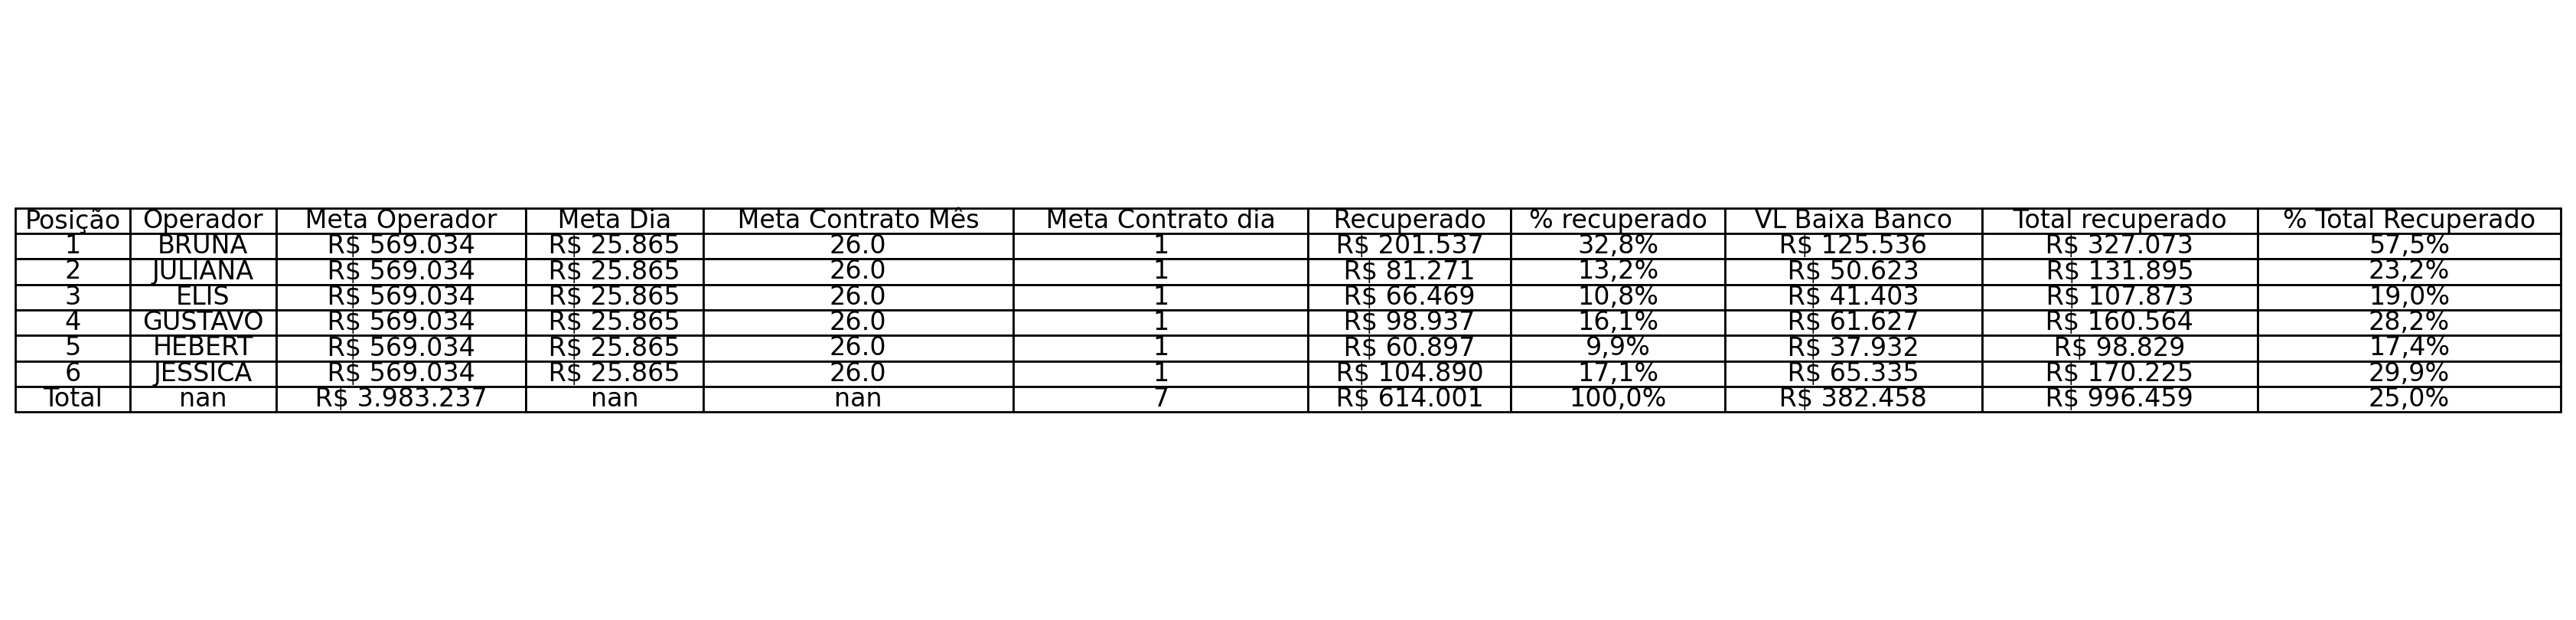 Posição Operador Meta Operador Meta Dia Meta Contrato Mês Meta Contrato dia Recuperado % recuperado VL Baixa Banco Total recuperado % Total Recuperado
1 BRUNA R$ 569.034 R$ 25.865 26.0 1 R$ 201.537 32,8% R$ 125.536 R$ 327.073 57,5%
2 JULIANA R$ 569.034 R$ 25.865 26.0 1 R$ 81.271 13,2% R$ 50.623 R$ 131.895 23,2%
3 ELIS R$ 569.034 R$ 25.865 26.0 1 R$ 66.469 10,8% R$ 41.403 R$ 107.873 19,0%
4 GUSTAVO R$ 569.034 R$ 25.865 26.0 1 R$ 98.937 16,1% R$ 61.627 R$ 160.564 28,2%
5 HEBERT R$ 569.034 R$ 25.865 26.0 1 R$ 60.897 9,9% R$ 37.932 R$ 98.829 17,4%
6 JESSICA R$ 569.034 R$ 25.865 26.0 1 R$ 104.890 17,1% R$ 65.335 R$ 170.225 29,9%
Total nan R$ 3.983.237 nan nan 7 R$ 614.001 100,0% R$ 382.458 R$ 996.459 25,0%